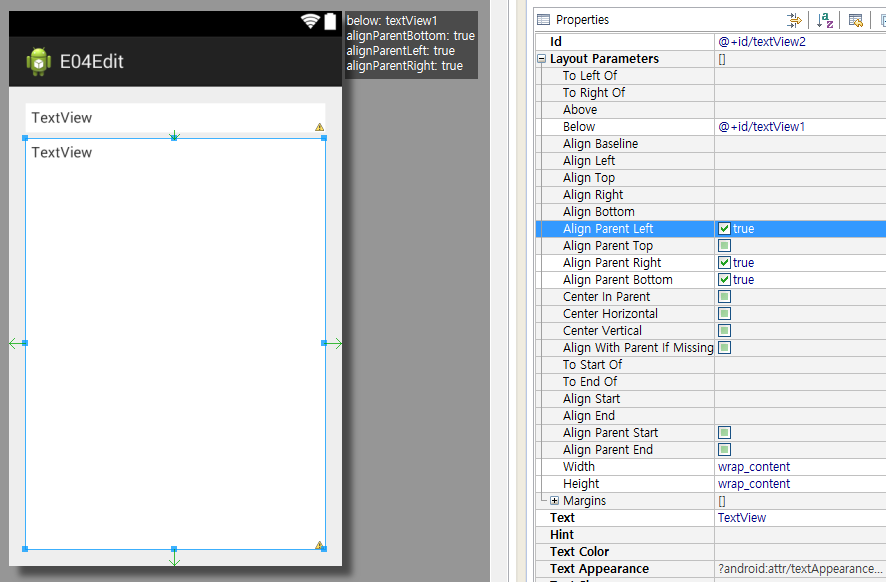 below: textView1
alignParentBottom: true
alignParentLeft: true
alignParentRight: true
E04Edit
TextView
TextView
Properties
Id @+id/textView2
Layout Parameters []
To Left Of
To Right Of
Above
Below @+id/textView1
Align Baseline
Align Left
Align Top
Align Right
Align Bottom
Align Parent Left true
Align Parent Top
Align Parent Right true
Align Parent Bottom true
Center In Parent
Center Horizontal
Center Vertical
Align With Parent If Missing
To Start Of
To End Of
Align Start
Align End
Align Parent Start
Align Parent End
Width wrap_content
Height wrap_content
Margins []
Text TextView
Hint
Text Color
Text Appearance ?android:attr/textAppearance...